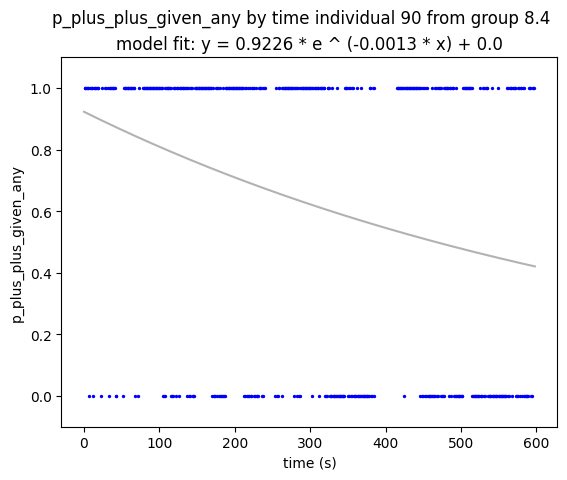 p_plus_plus_given_any by time individual 90 from group 8.4
model fit: y = 0.9226 * e ^ (-0.0013 * x) + 0.0
1.0
0.8
0.6
0.4
0.2
0.0
p_plus_plus_given_any
0 100 200 300 400 500 600
time (s)